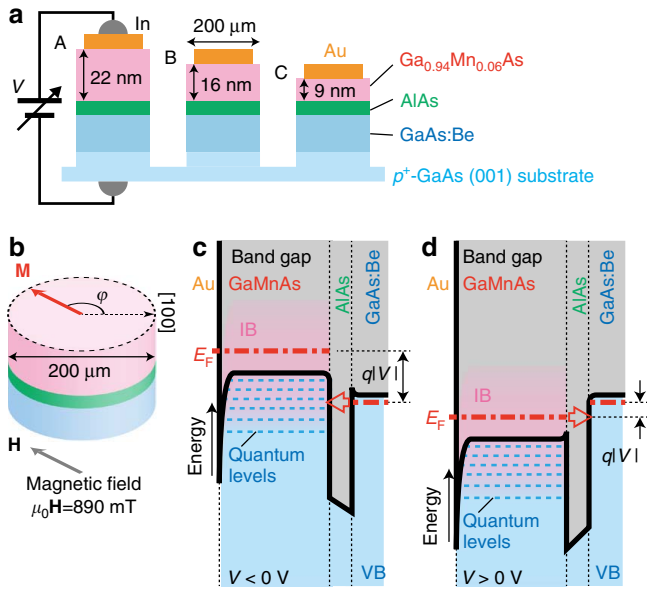 a
In
200 μm
A
B
C
Au
V
22 nm
16 nm
9 nm
Ga0.94Mn0.06As
AlAs
GaAs:Be
p+-GaAs (001) substrate
b
M
φ
[100]
200 μm
H
Magnetic field
μ0H=890 mT
c
Band gap
Au
GaMnAs
AlAs
GaAs:Be
IB
EF
q|V|
Energy
Quantum
levels
V < 0 V
VB
d
Band gap
Au
GaMnAs
AlAs
GaAs:Be
IB
EF
q|V|
Energy
Quantum
levels
V > 0 V
VB